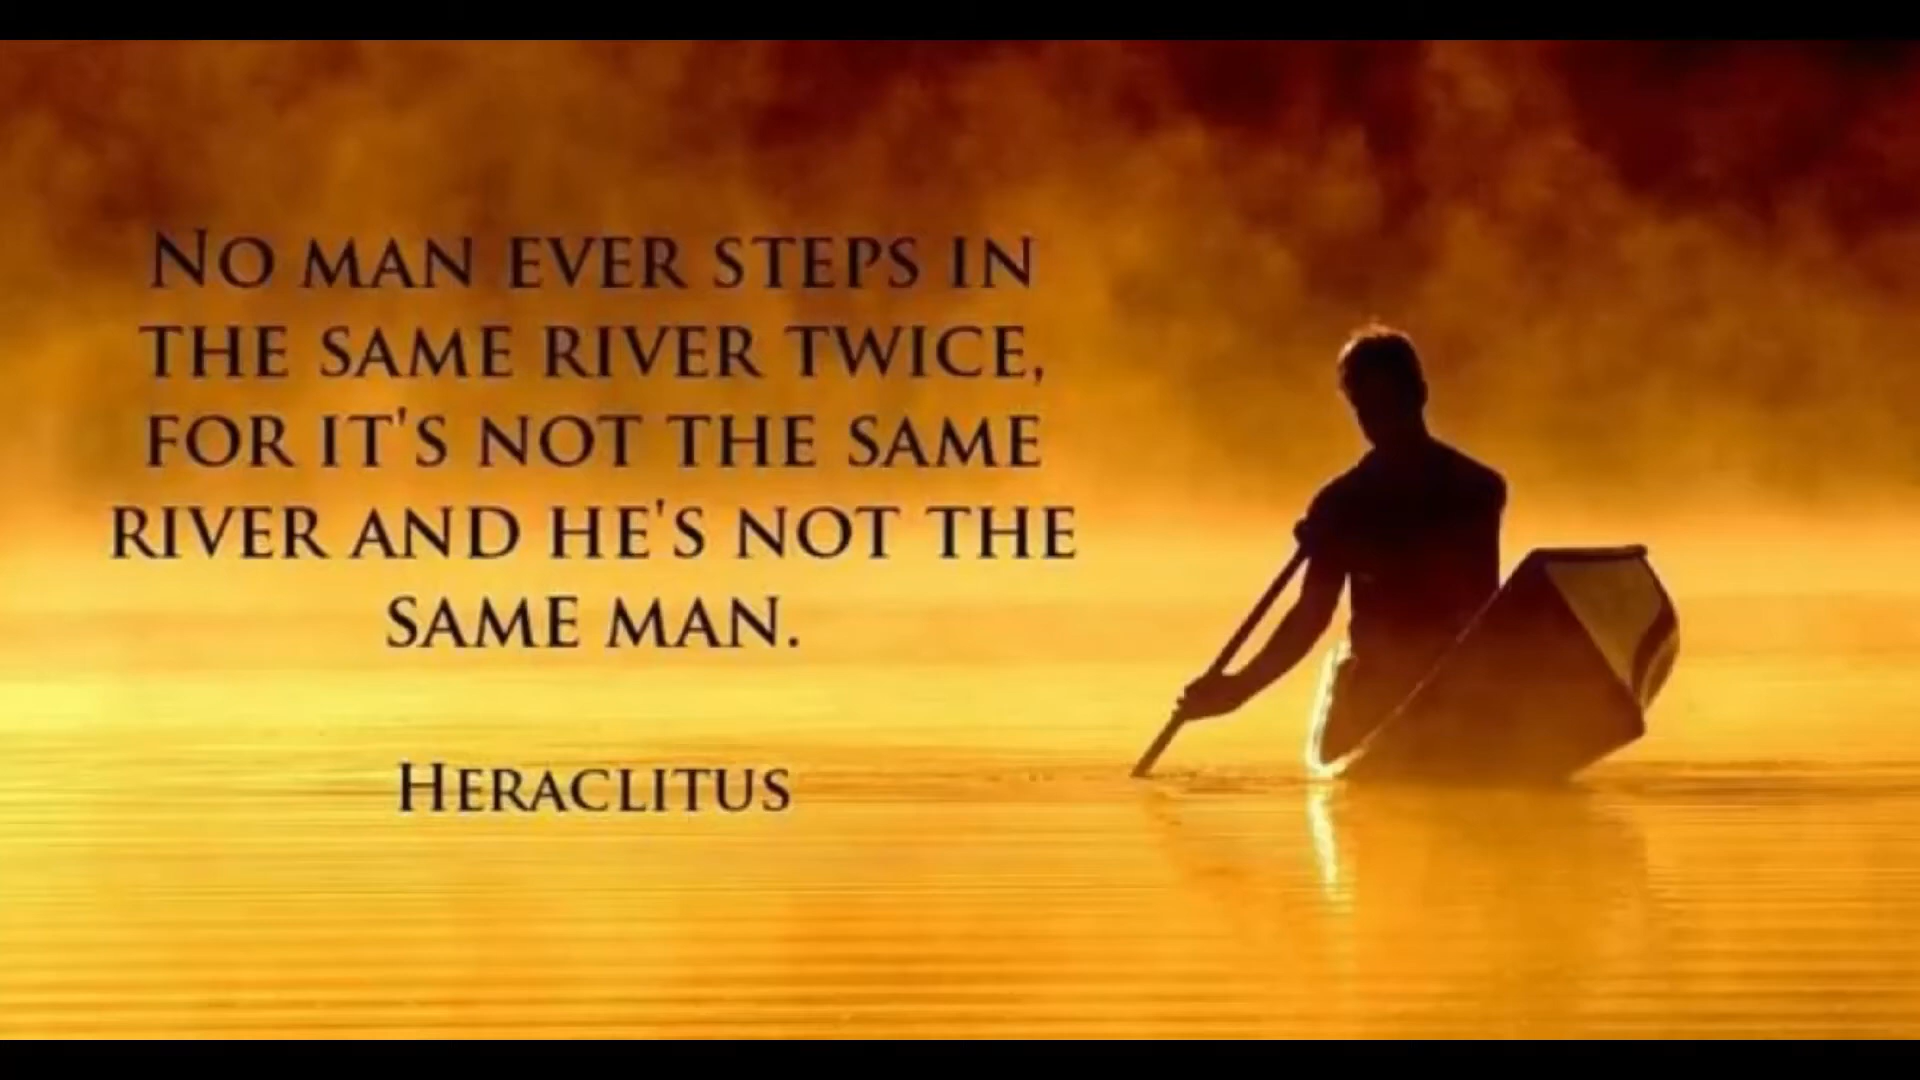 No man ever steps in
the same river twice,
for it's not the same
river and he's not the
same man.
Heraclitus